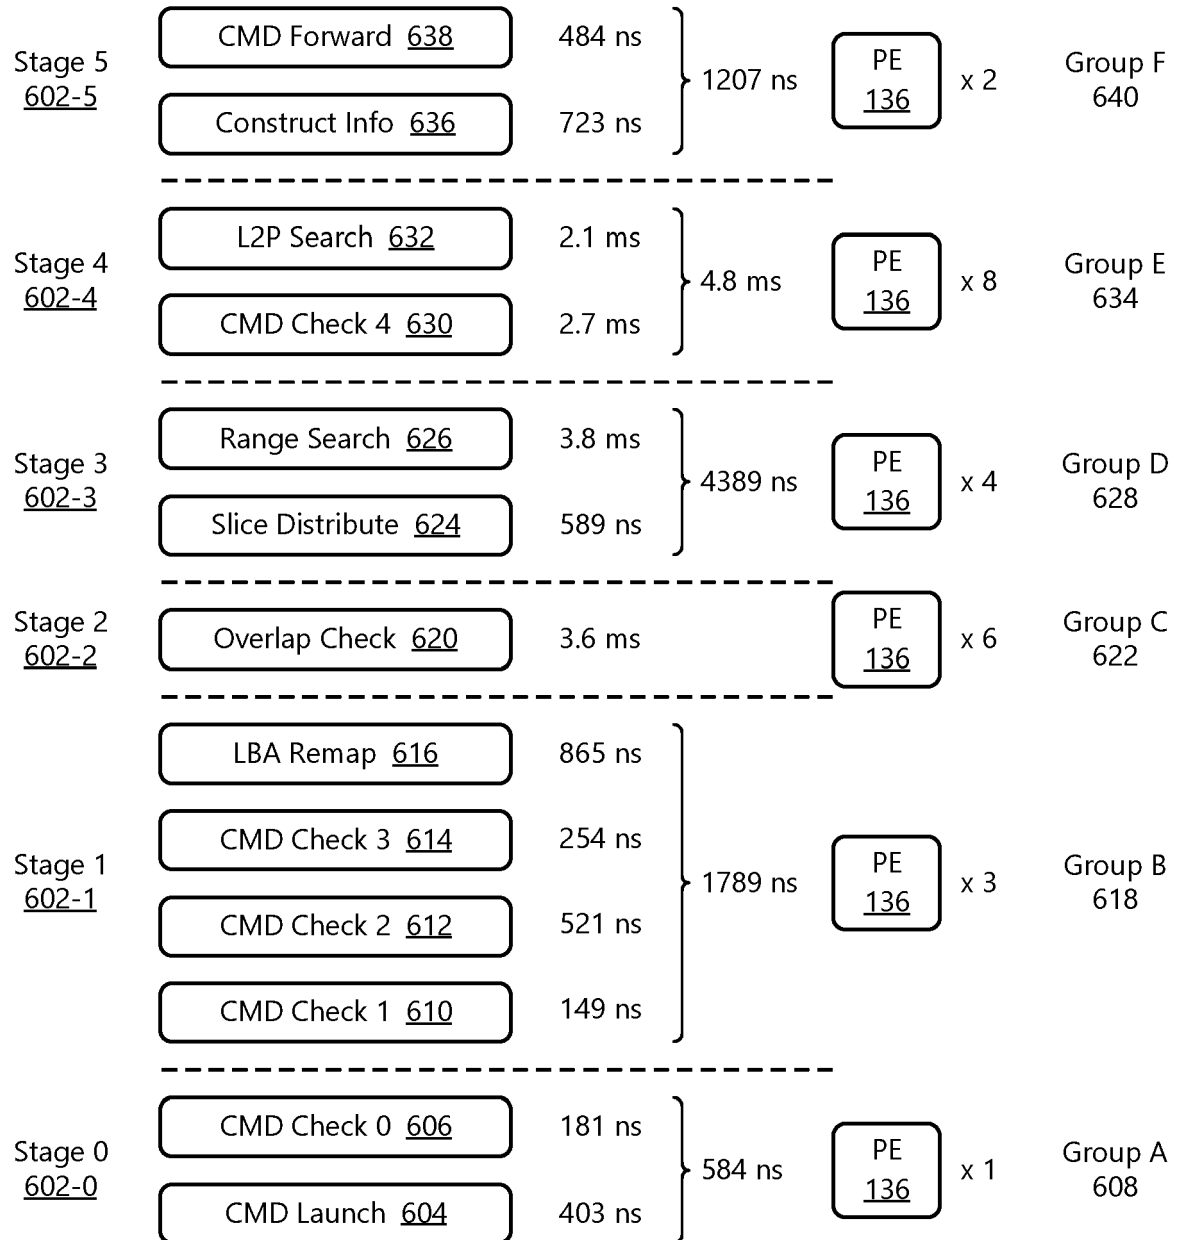 CMD Forward 638 484 ns
Stage 5
602-5
1207 ns
PE
136
x 2
Group F
640
Construct Info 636 723 ns
L2P Search 632 2.1 ms
Stage 4
602-4
4.8 ms
PE
136
x 8
Group E
634
CMD Check 4 630 2.7 ms
Range Search 626 3.8 ms
Stage 3
602-3
4389 ns
PE
136
x 4
Group D
628
Slice Distribute 624 589 ns
Stage 2
602-2
Overlap Check 620 3.6 ms
PE
136
x 6
Group C
622
LBA Remap 616 865 ns
CMD Check 3 614 254 ns
Stage 1
602-1
1789 ns
PE
136
x 3
Group B
618
CMD Check 2 612 521 ns
CMD Check 1 610 149 ns
CMD Check 0 606 181 ns
Stage 0
602-0
584 ns
PE
136
x 1
Group A
608
CMD Launch 604 403 ns